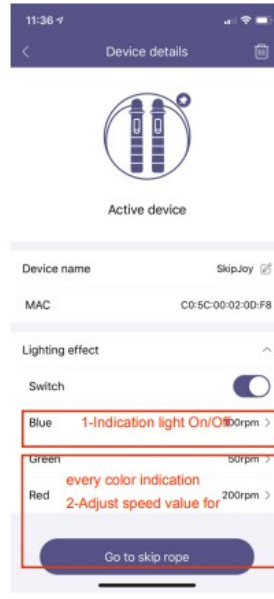 11:36
Device details
Active device
Device name SkipJoy
MAC C0:5C:00:02:0D:F8
Lighting effect
Switch
Blue 1-Indication light On/Off 00rpm >
Green 50rpm >
every color indication
Red 2-Adjust speed value for 200rpm >
Go to skip rope